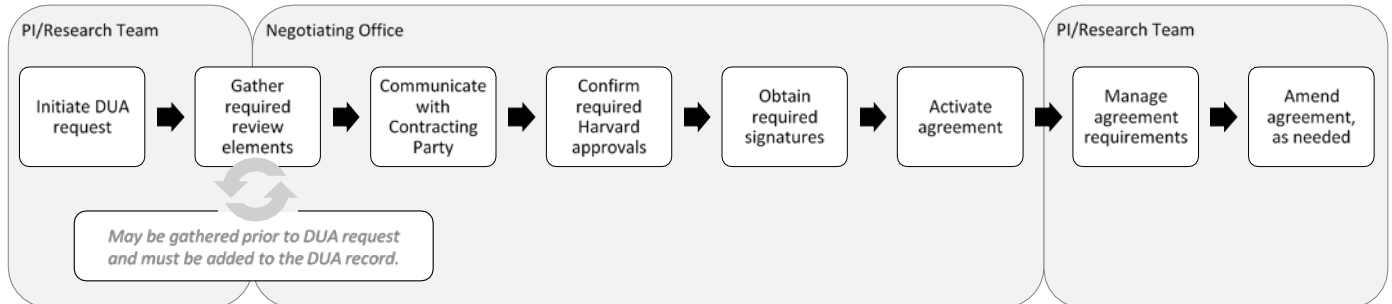 PI/Research Team
Negotiating Office
PI/Research Team
Initiate DUA
request
Gather
required
review
elements
Communicate
with
Contracting
Party
Confirm
required
Harvard
approvals
Obtain
required
signatures
Activate
agreement
Manage
agreement
requirements
Amend
agreement,
as needed
May be gathered prior to DUA request
and must be added to the DUA record.